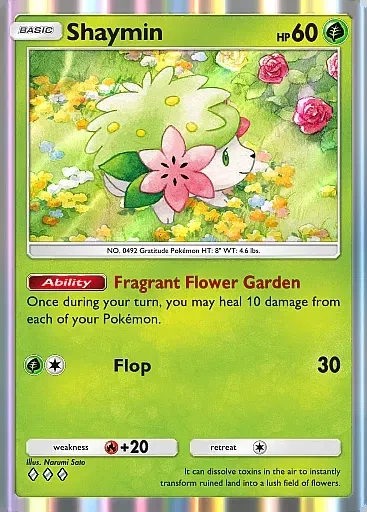 BASIC Shaymin HP 60
NO. 0492 Gratitude Pokémon HT: 8" WT: 4.6 lbs.
Ability Fragrant Flower Garden
Once during your turn, you may heal 10 damage from
each of your Pokémon.
Flop 30
weakness +20 retreat
Illus. Narumi Sato
It can dissolve toxins in the air to instantly
transform ruined land into a lush field of flowers.